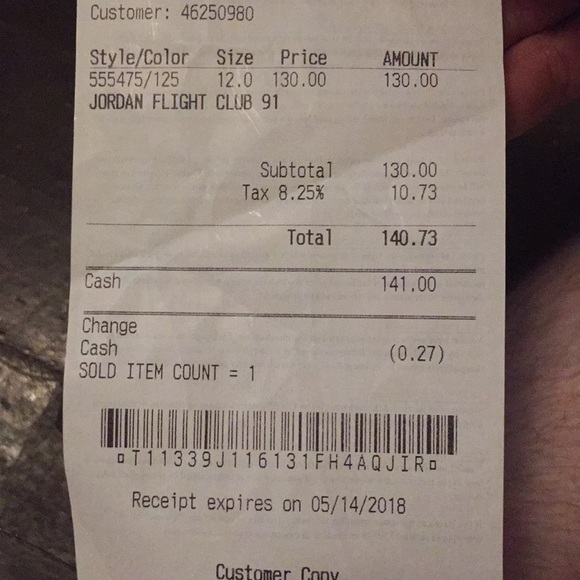 Customer: 46250980
Style/Color Size Price AMOUNT
555475/125 12.0 130.00 130.00
JORDAN FLIGHT CLUB 91
Subtotal 130.00
Tax 8.25% 10.73
Total 140.73
Cash 141.00
Change
Cash (0.27)
SOLD ITEM COUNT = 1
¤T11339J116131FH4AQJIR¤
Receipt expires on 05/14/2018
Customer Copy